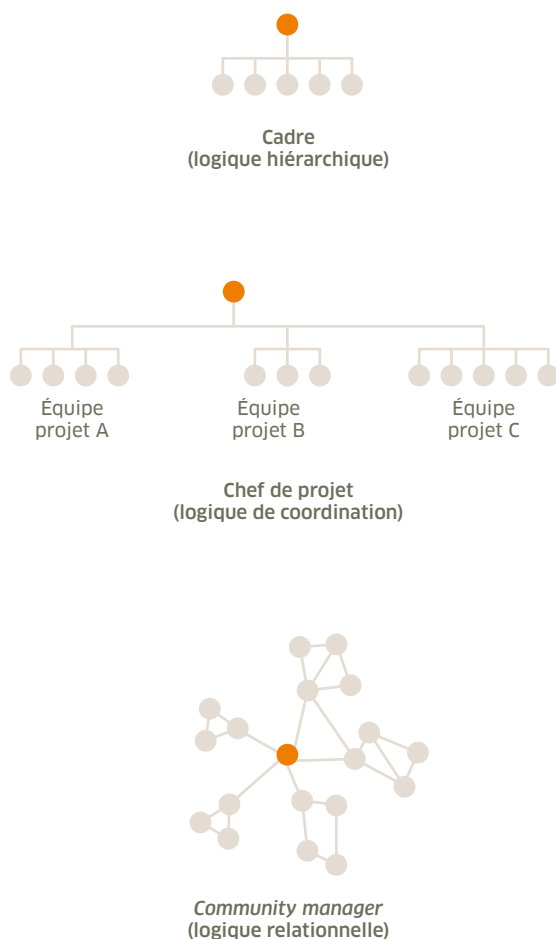 Cadre
(logique hiérarchique)
Équipe
projet A
Équipe
projet B
Équipe
projet C
Chef de projet
(logique de coordination)
Community manager
(logique relationnelle)